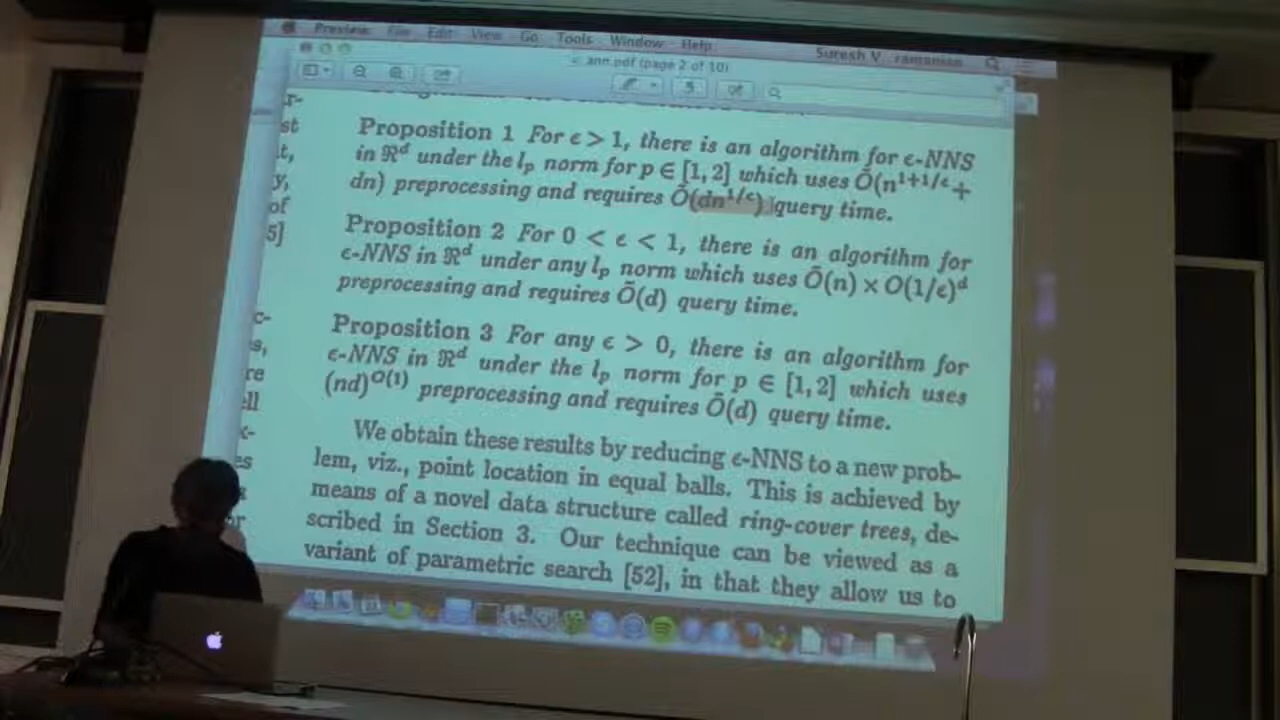 Preview File Edit View Go Tools Window Help
ann.pdf (page 2 of 10)
r-
st
t,
y,
of
5]
c-
s,
re
ell
k-
es
or
Proposition 1 For ϵ > 1, there is an algorithm for ϵ-NNS
in ℜ^d under the l_p norm for p ∈ [1, 2] which uses Õ(n^{1+1/ϵ} +
dn) preprocessing and requires Õ(dn^{1/ϵ}) query time.
Proposition 2 For 0 < ϵ < 1, there is an algorithm for
ϵ-NNS in ℜ^d under any l_p norm which uses Õ(n) × O(1/ϵ)^d
preprocessing and requires Õ(d) query time.
Proposition 3 For any ϵ > 0, there is an algorithm for
ϵ-NNS in ℜ^d under the l_p norm for p ∈ [1, 2] which uses
(nd)^{O(1)} preprocessing and requires Õ(d) query time.
We obtain these results by reducing ϵ-NNS to a new prob-
lem, viz., point location in equal balls. This is achieved by
means of a novel data structure called ring-cover trees, de-
scribed in Section 3. Our technique can be viewed as a
variant of parametric search [52], in that they allow us to